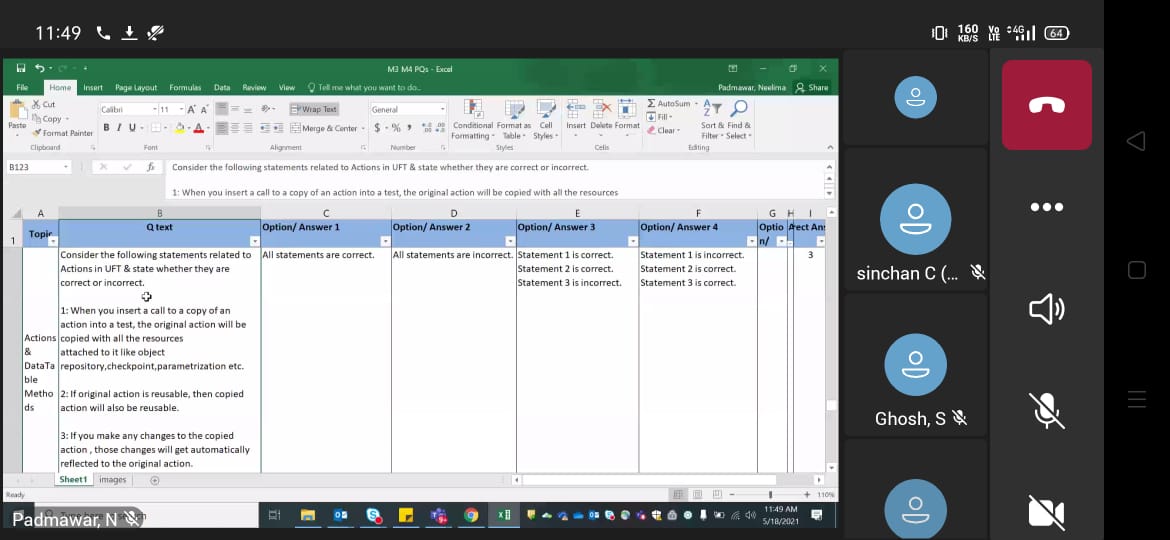 11:49
160 KB/S
Vo LTE
4G
64
M3 M4 PQs - Excel
File Home Insert Page Layout Formulas Data Review View Tell me what you want to do... Padmawar, Neelima Share
Paste
Cut
Copy
Format Painter
Clipboard
Calibri 11 A A
B I U A
Font
Wrap Text
Merge & Center
Alignment
General
$ % ,
Number
Conditional Formatting
Format as Table
Cell Styles
Styles
Insert Delete Format
Cells
AutoSum
Fill
Clear
Sort & Filter
Find & Select
Editing
B123
fx
Consider the following statements related to Actions in UFT & state whether they are correct or incorrect.
1: When you insert a call to a copy of an action into a test, the original action will be copied with all the resources
A B C D E F G H I
1
Topic
Q text
Option/ Answer 1
Option/ Answer 2
Option/ Answer 3
Option/ Answer 4
Optio
n/
rect Ans
Actions
&
DataTa
ble
Metho
ds
Consider the following statements related to
Actions in UFT & state whether they are
correct or incorrect.
1: When you insert a call to a copy of an
action into a test, the original action will be
copied with all the resources
attached to it like object
repository,checkpoint,parametrization etc.
2: If original action is reusable, then copied
action will also be reusable.
3: If you make any changes to the copied
action , those changes will get automatically
reflected to the original action.
All statements are correct.
All statements are incorrect.
Statement 1 is correct.
Statement 2 is correct.
Statement 3 is incorrect.
Statement 1 is incorrect.
Statement 2 is correct.
Statement 3 is correct.
3
Sheet1 images
Ready
110%
Padmawar, N
11:49 AM
5/18/2021
sinchan C (...
Ghosh, S